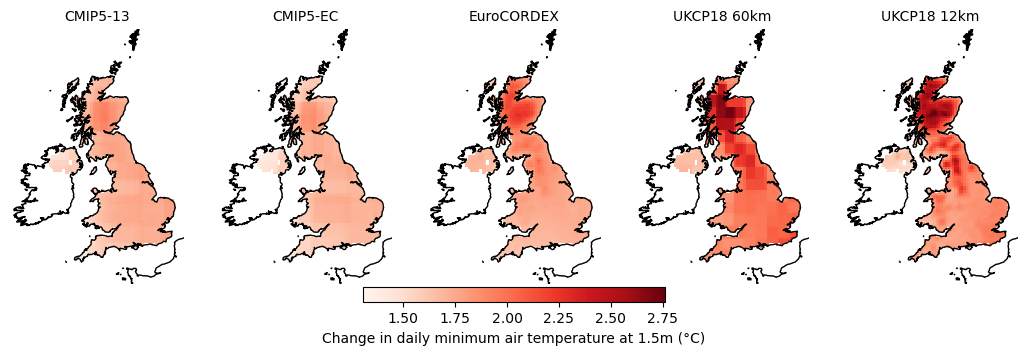 CMIP5-13 CMIP5-EC EuroCORDEX UKCP18 60km UKCP18 12km
1.50 1.75 2.00 2.25 2.50 2.75
Change in daily minimum air temperature at 1.5m (°C)